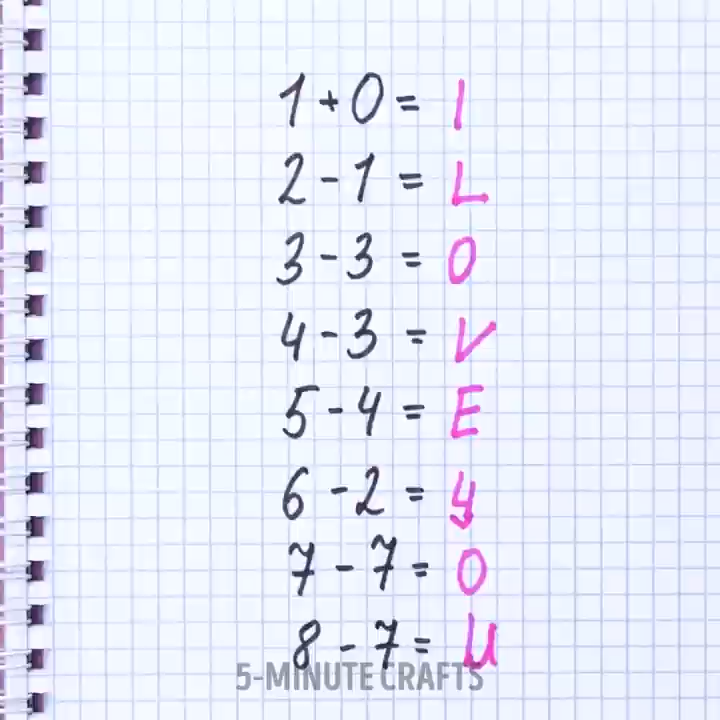 1 + 0 = I
2 - 1 = L
3 - 3 = O
4 - 3 = V
5 - 4 = E
6 - 2 = y
7 - 7 = O
8 - 7 = U
5-MINUTE CRAFTS